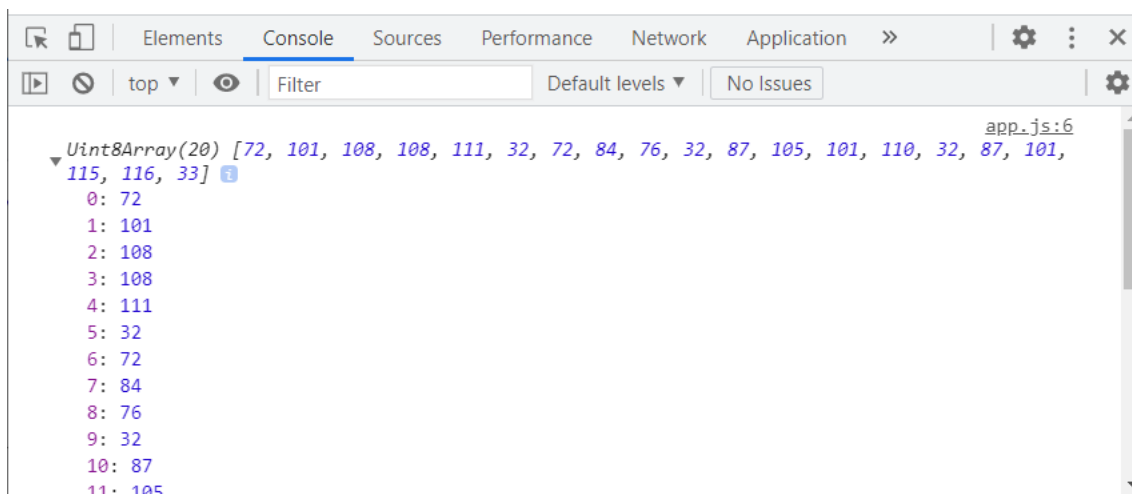 Elements Console Sources Performance Network Application »
top ▼ Filter Default levels ▼ No Issues
app.js:6
Uint8Array(20) [72, 101, 108, 108, 111, 32, 72, 84, 76, 32, 87, 105, 101, 110, 32, 87, 101,
115, 116, 33] i
0: 72
1: 101
2: 108
3: 108
4: 111
5: 32
6: 72
7: 84
8: 76
9: 32
10: 87
11: 105